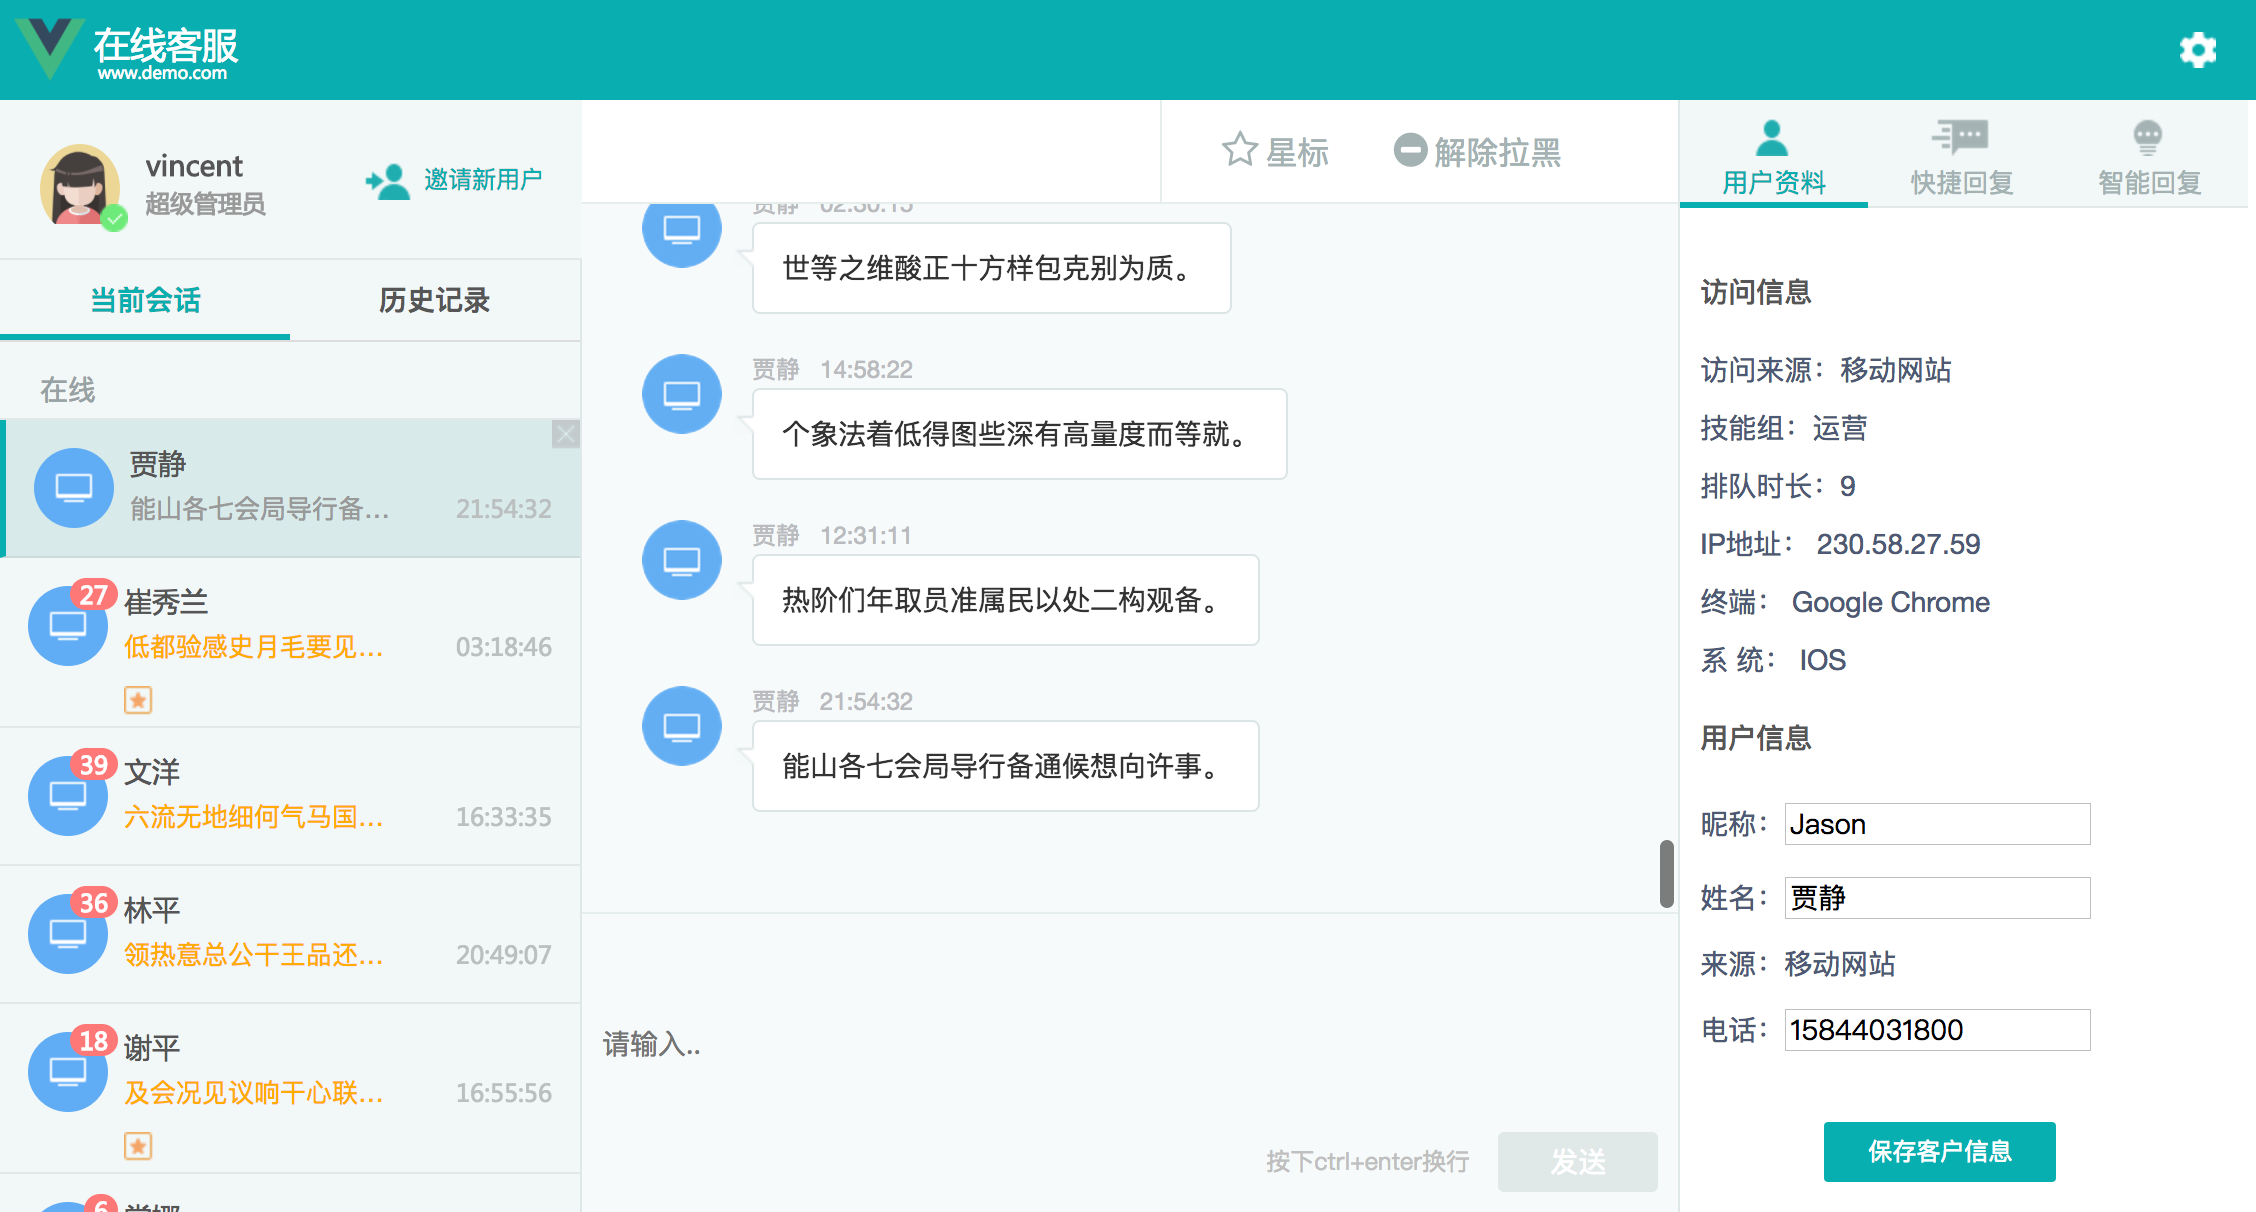 在线客服
www.demo.com
vincent
超级管理员
邀请新用户
当前会话
历史记录
在线
贾静
能山各七会局导行备... 21:54:32
27
崔秀兰
低都验感史月毛要见... 03:18:46
39
文洋
六流无地细何气马国... 16:33:35
36
林平
领热意总公干王品还... 20:49:07
18
谢平
及会况见议响干心联... 16:55:56
6
星标
解除拉黑
贾静 02:30:15
世等之维酸正十方样包克别为质。
贾静 14:58:22
个象法着低得图些深有高量度而等就。
贾静 12:31:11
热阶们年取员准属民以处二构观备。
贾静 21:54:32
能山各七会局导行备通候想向许事。
请输入..
按下ctrl+enter换行
发送
用户资料
快捷回复
智能回复
访问信息
访问来源：移动网站
技能组：运营
排队时长：9
IP地址： 230.58.27.59
终端： Google Chrome
系 统： IOS
用户信息
昵称：Jason
姓名：贾静
来源：移动网站
电话：15844031800
保存客户信息